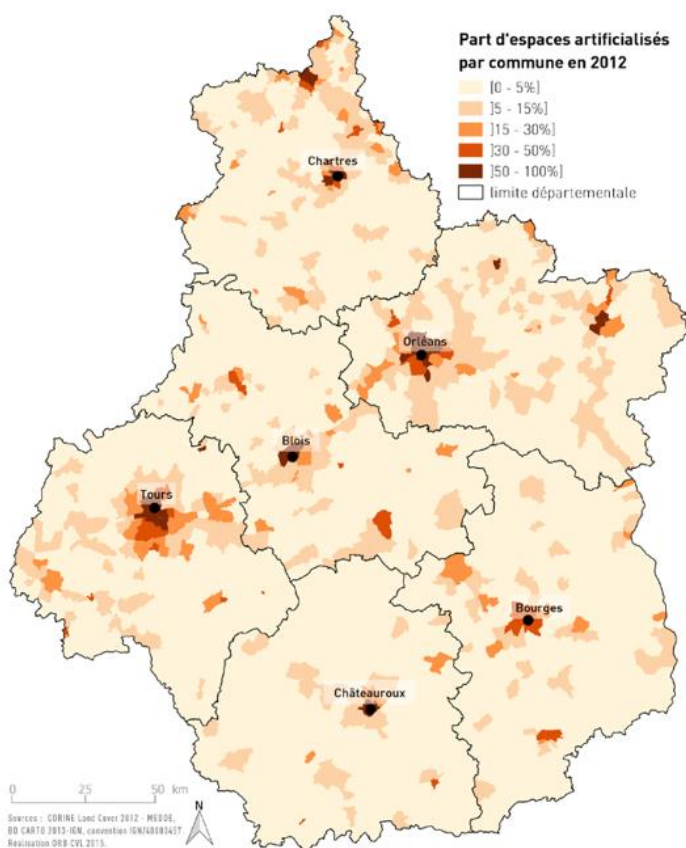 Part d'espaces artificialisés
par commune en 2012
[0 - 5%]
]5 - 15%]
]15 - 30%]
]30 - 50%]
]50 - 100%]
limite départementale
Chartres
Orléans
Blois
Tours
Bourges
Châteauroux
0 25 50 km
N
Sources : CORINE Land Cover 2012 - MEDDE,
BD CARTO 2013-IGN, convention IGN/40080457
Réalisation ORB CVL 2015.